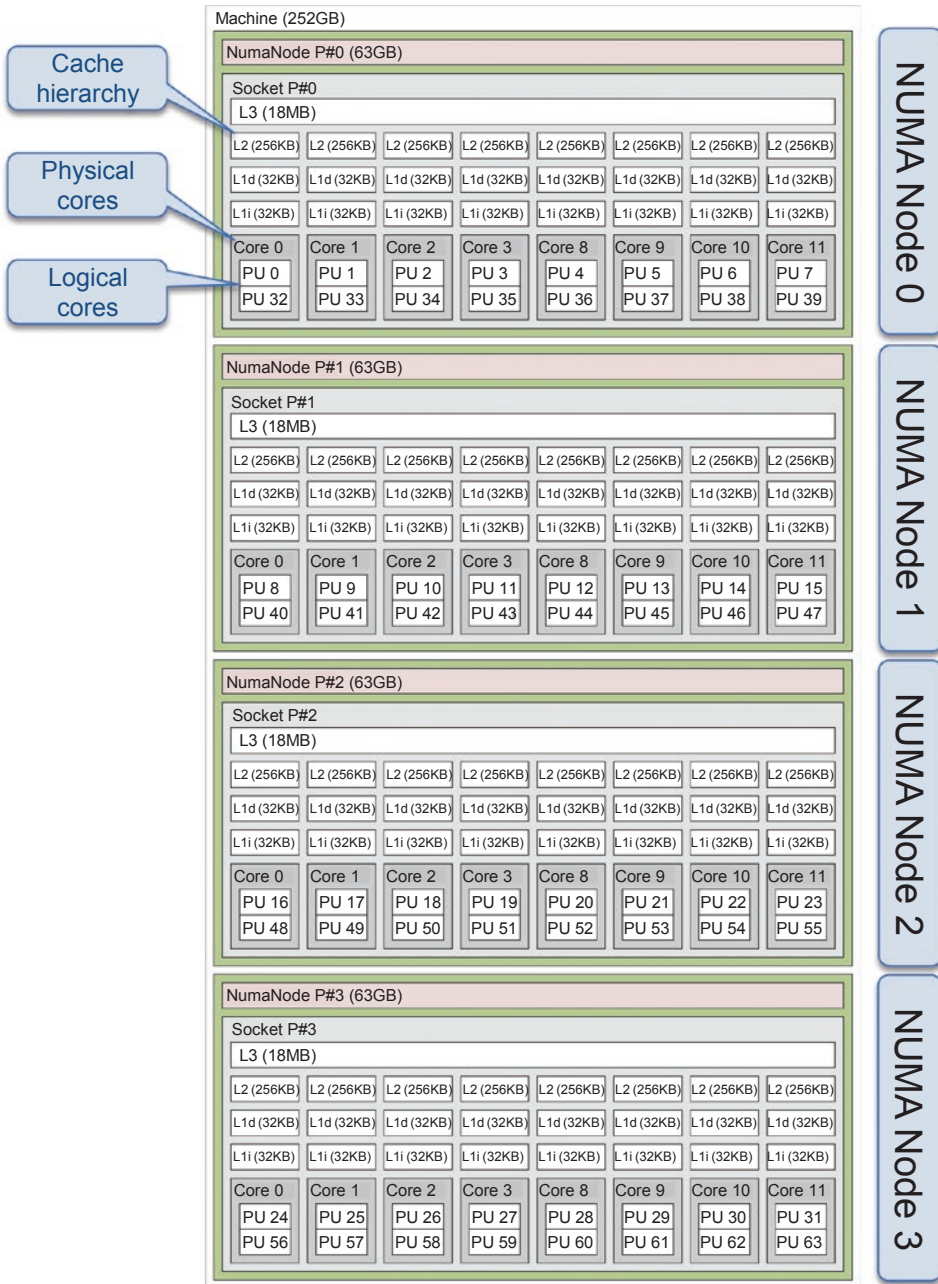 Machine (252GB)
NumaNode P#0 (63GB)
Socket P#0
L3 (18MB)
L2 (256KB) L2 (256KB) L2 (256KB) L2 (256KB) L2 (256KB) L2 (256KB) L2 (256KB) L2 (256KB)
L1d (32KB) L1d (32KB) L1d (32KB) L1d (32KB) L1d (32KB) L1d (32KB) L1d (32KB) L1d (32KB)
L1i (32KB) L1i (32KB) L1i (32KB) L1i (32KB) L1i (32KB) L1i (32KB) L1i (32KB) L1i (32KB)
Core 0 Core 1 Core 2 Core 3 Core 8 Core 9 Core 10 Core 11
PU 0 PU 1 PU 2 PU 3 PU 4 PU 5 PU 6 PU 7
PU 32 PU 33 PU 34 PU 35 PU 36 PU 37 PU 38 PU 39
Cache
hierarchy
Physical
cores
Logical
cores
NUMA Node 0
NumaNode P#1 (63GB)
Socket P#1
L3 (18MB)
L2 (256KB) L2 (256KB) L2 (256KB) L2 (256KB) L2 (256KB) L2 (256KB) L2 (256KB) L2 (256KB)
L1d (32KB) L1d (32KB) L1d (32KB) L1d (32KB) L1d (32KB) L1d (32KB) L1d (32KB) L1d (32KB)
L1i (32KB) L1i (32KB) L1i (32KB) L1i (32KB) L1i (32KB) L1i (32KB) L1i (32KB) L1i (32KB)
Core 0 Core 1 Core 2 Core 3 Core 8 Core 9 Core 10 Core 11
PU 8 PU 9 PU 10 PU 11 PU 12 PU 13 PU 14 PU 15
PU 40 PU 41 PU 42 PU 43 PU 44 PU 45 PU 46 PU 47
NUMA Node 1
NumaNode P#2 (63GB)
Socket P#2
L3 (18MB)
L2 (256KB) L2 (256KB) L2 (256KB) L2 (256KB) L2 (256KB) L2 (256KB) L2 (256KB) L2 (256KB)
L1d (32KB) L1d (32KB) L1d (32KB) L1d (32KB) L1d (32KB) L1d (32KB) L1d (32KB) L1d (32KB)
L1i (32KB) L1i (32KB) L1i (32KB) L1i (32KB) L1i (32KB) L1i (32KB) L1i (32KB) L1i (32KB)
Core 0 Core 1 Core 2 Core 3 Core 8 Core 9 Core 10 Core 11
PU 16 PU 17 PU 18 PU 19 PU 20 PU 21 PU 22 PU 23
PU 48 PU 49 PU 50 PU 51 PU 52 PU 53 PU 54 PU 55
NUMA Node 2
NumaNode P#3 (63GB)
Socket P#3
L3 (18MB)
L2 (256KB) L2 (256KB) L2 (256KB) L2 (256KB) L2 (256KB) L2 (256KB) L2 (256KB) L2 (256KB)
L1d (32KB) L1d (32KB) L1d (32KB) L1d (32KB) L1d (32KB) L1d (32KB) L1d (32KB) L1d (32KB)
L1i (32KB) L1i (32KB) L1i (32KB) L1i (32KB) L1i (32KB) L1i (32KB) L1i (32KB) L1i (32KB)
Core 0 Core 1 Core 2 Core 3 Core 8 Core 9 Core 10 Core 11
PU 24 PU 25 PU 26 PU 27 PU 28 PU 29 PU 30 PU 31
PU 56 PU 57 PU 58 PU 59 PU 60 PU 61 PU 62 PU 63
NUMA Node 3